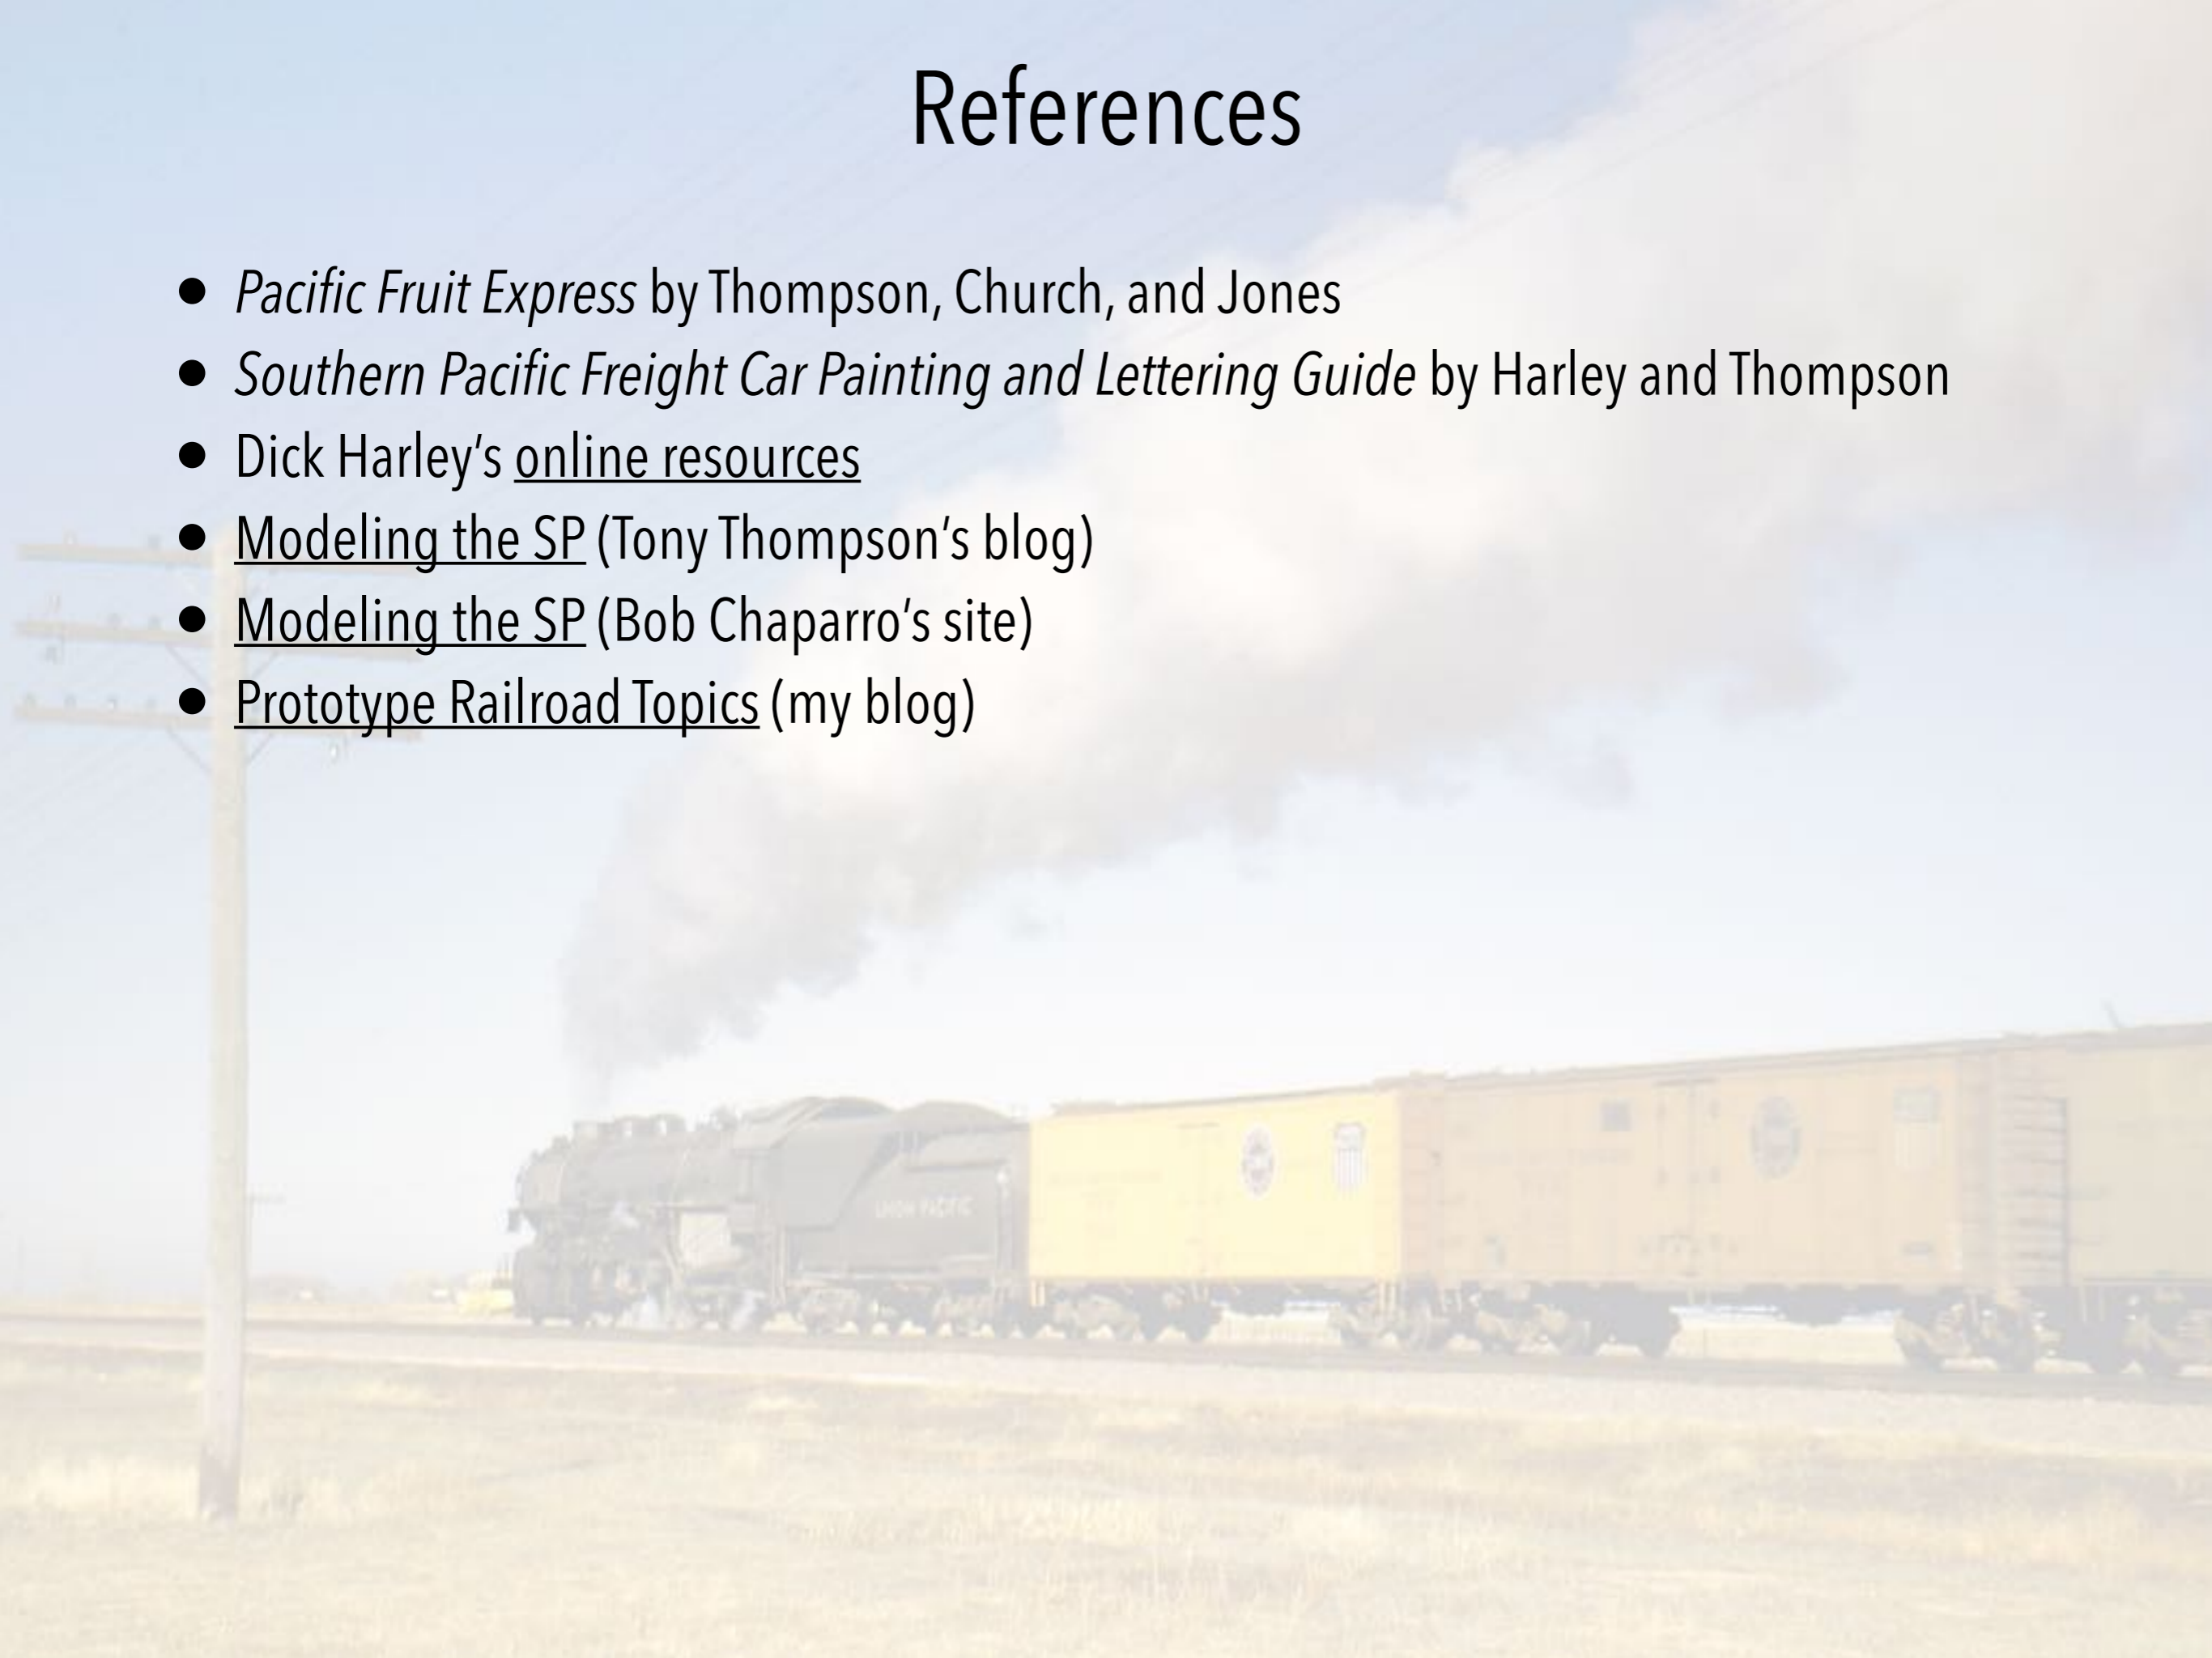 References
• Pacific Fruit Express by Thompson, Church, and Jones
• Southern Pacific Freight Car Painting and Lettering Guide by Harley and Thompson
• Dick Harley’s online resources
• Modeling the SP (Tony Thompson’s blog)
• Modeling the SP (Bob Chaparro’s site)
• Prototype Railroad Topics (my blog)
UNION PACIFIC